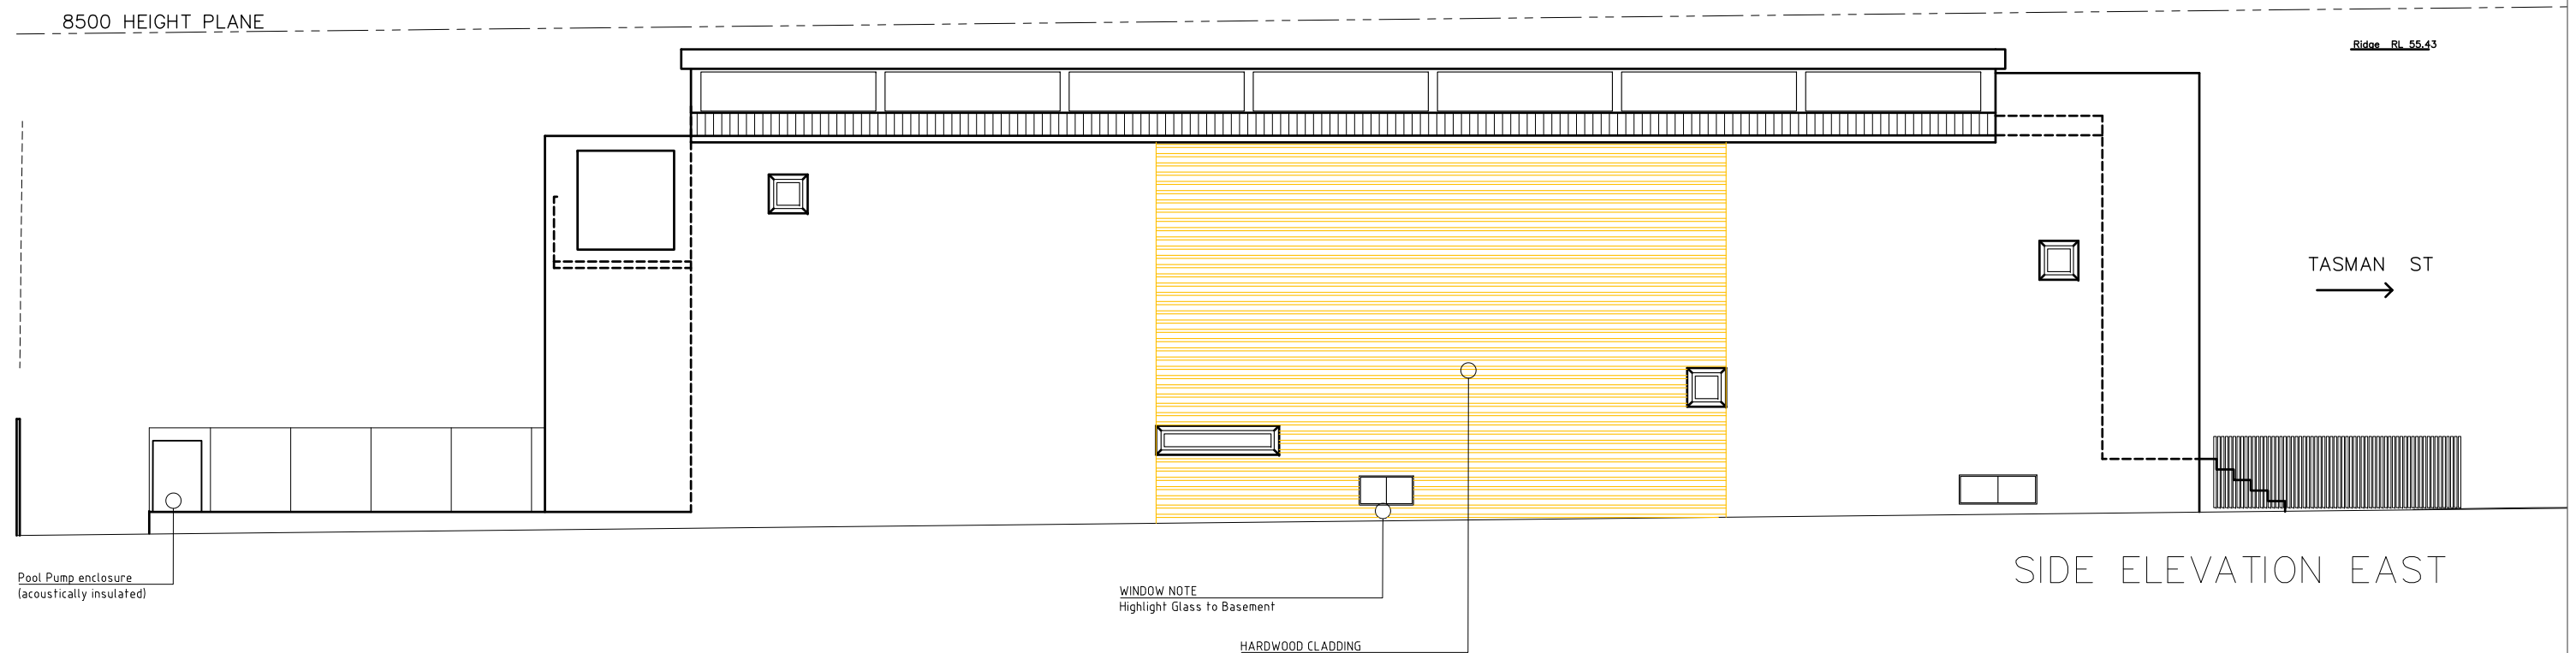 8500 HEIGHT PLANE
Ridge RL 55.43
TASMAN ST
SIDE ELEVATION EAST
Pool Pump enclosure
(acoustically insulated)
WINDOW NOTE
Highlight Glass to Basement
HARDWOOD CLADDING